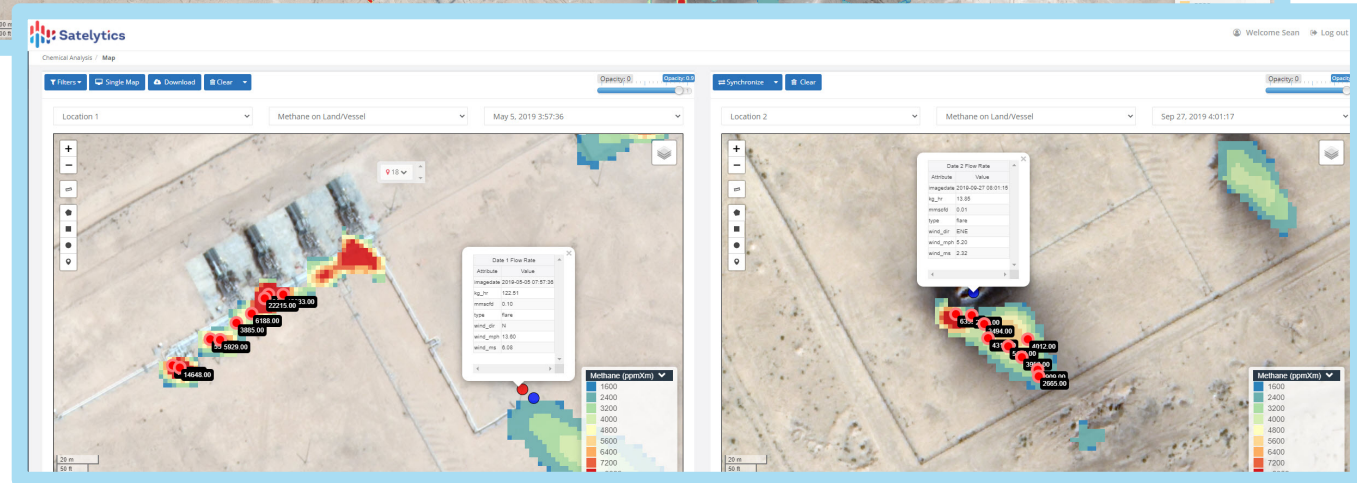 Satelytics
Welcome Sean Log out
Chemical Analysis / Map
Filters Single Map Download Clear
Opacity: 0 Opacity: 0.9
Synchronize Clear
Opacity: 0
Location 1 Methane on Land/Vessel May 5, 2019 3:57:36
Location 2 Methane on Land/Vessel Sep 27, 2019 4:01:17
18
Date 1 Flow Rate
Attribute Value
imagedate 2019-05-05 07:57:36
kg_hr 122.51
mmscfd 0.10
type flare
wind_dir N
wind_mph 13.60
wind_ms 6.08
22215.00
6188.00
3885.00
5929.00
14648.00
Methane (ppmXm)
1600
2400
3200
4000
4800
5600
6400
7200
20 m
50 ft
Date 2 Flow Rate
Attribute Value
imagedate 2019-09-27 08:01:16
kg_hr 13.85
mmscfd 0.01
type flare
wind_dir ENE
wind_mph 5.20
wind_ms 2.32
3494.00
4012.00
2665.00
Methane (ppmXm)
1600
2400
3200
4000
4800
5600
6400
7200
20 m
50 ft